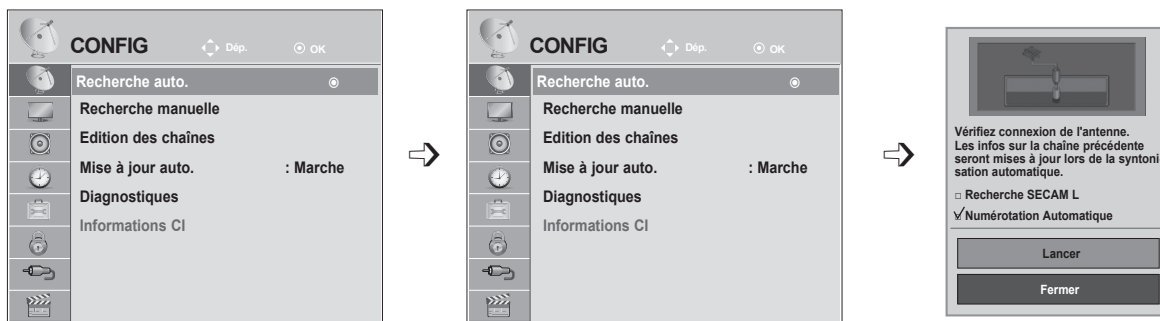 CONFIG Dép. OK
Recherche auto.
Recherche manuelle
Edition des chaînes
Mise à jour auto. : Marche
Diagnostiques
Informations CI
CONFIG Dép. OK
Recherche auto.
Recherche manuelle
Edition des chaînes
Mise à jour auto. : Marche
Diagnostiques
Informations CI
Vérifiez connexion de l'antenne.
Les infos sur la chaîne précédente
seront mises à jour lors de la syntoni
sation automatique.
Recherche SECAM L
Numérotation Automatique
Lancer
Fermer